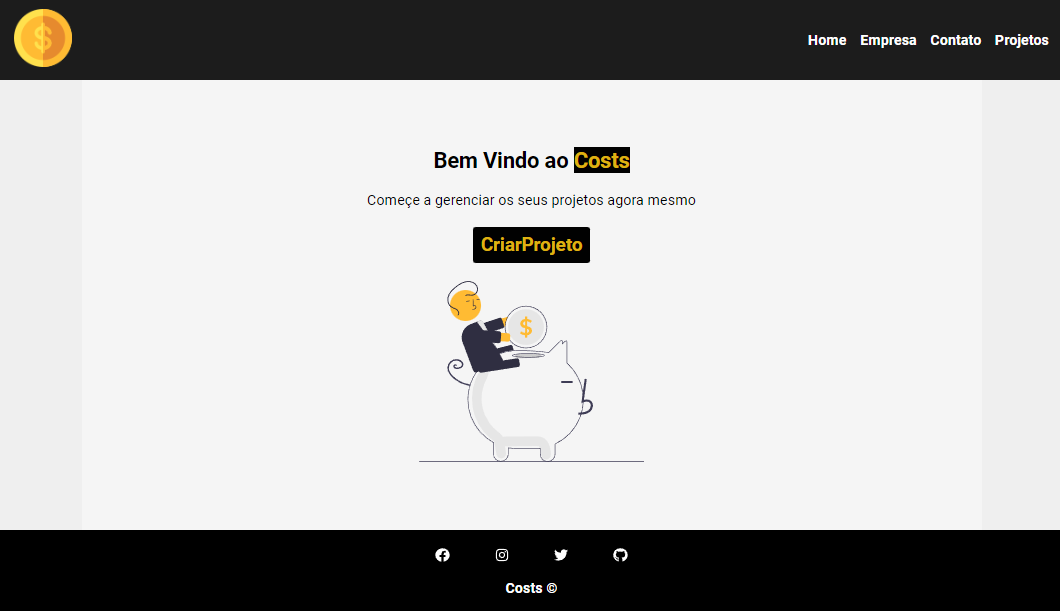 $
Home Empresa Contato Projetos
Bem Vindo ao Costs
Começe a gerenciar os seus projetos agora mesmo
CriarProjeto
$
Costs ©